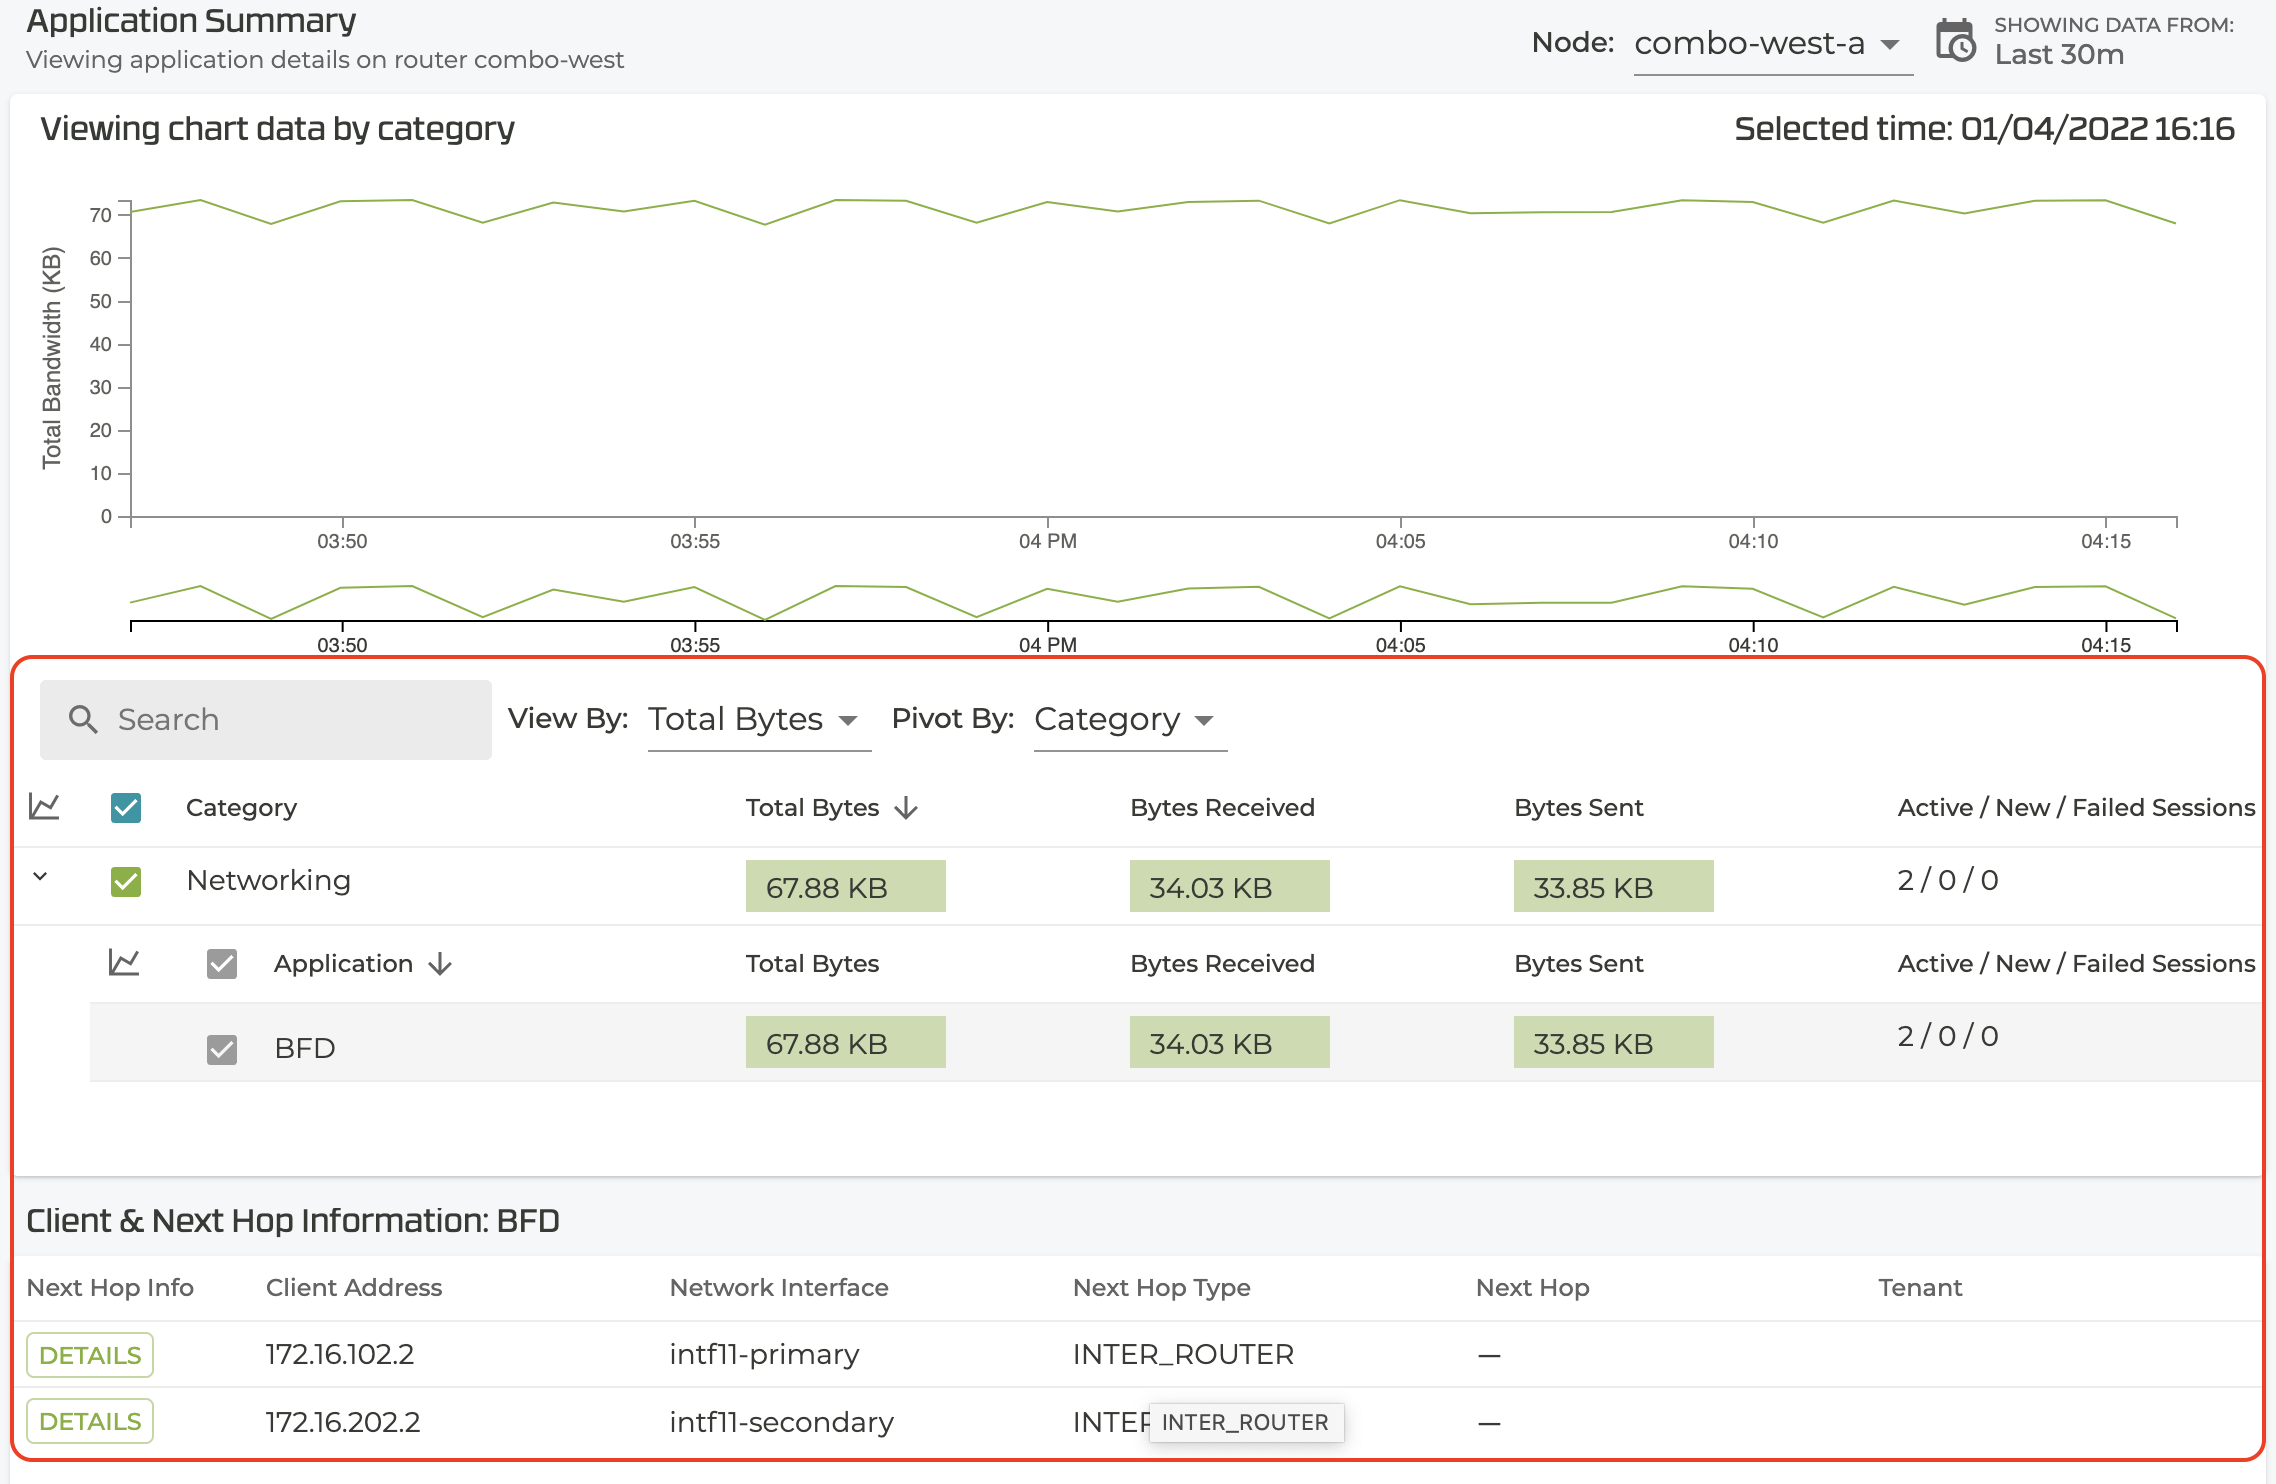 Application Summary
Viewing application details on router combo-west
Node: combo-west-a
SHOWING DATA FROM:
Last 30m
Viewing chart data by category
Selected time: 01/04/2022 16:16
Total Bandwidth (KB)
70
60
50
40
30
20
10
0
03:50 03:55 04 PM 04:05 04:10 04:15
03:50 03:55 04 PM 04:05 04:10 04:15
Search View By: Total Bytes Pivot By: Category
Category Total Bytes Bytes Received Bytes Sent Active / New / Failed Sessions
Networking 67.88 KB 34.03 KB 33.85 KB 2 / 0 / 0
Application Total Bytes Bytes Received Bytes Sent Active / New / Failed Sessions
BFD 67.88 KB 34.03 KB 33.85 KB 2 / 0 / 0
Client & Next Hop Information: BFD
Next Hop Info Client Address Network Interface Next Hop Type Next Hop Tenant
DETAILS 172.16.102.2 intf11-primary INTER_ROUTER —
DETAILS 172.16.202.2 intf11-secondary INTER INTER_ROUTER —